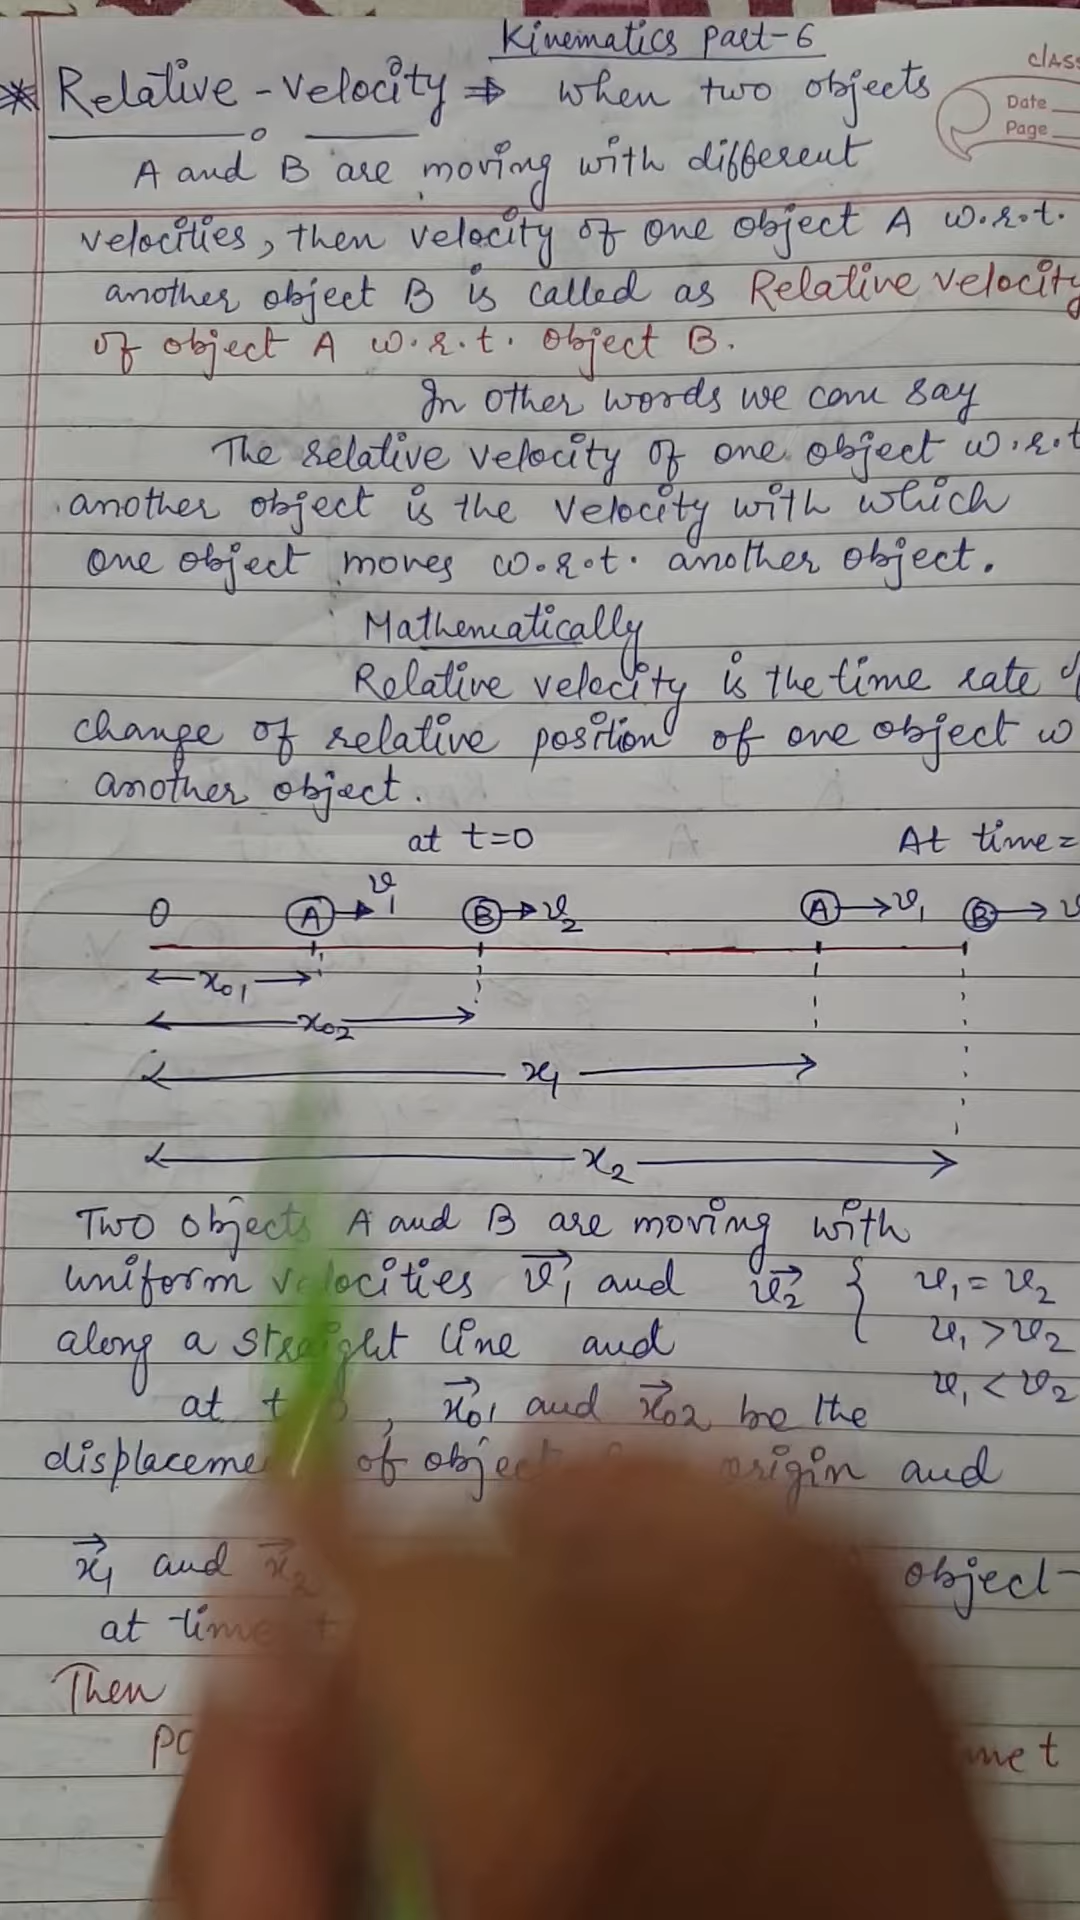 Kinematics part-6
CLASS
Date
Page
* Relative-velocity ⇒ when two objects
A and B are moving with different
velocities, then velocity of one object A w.r.t.
another object B is called as Relative velocity
of object A w.r.t. object B.
In other words we can say
The relative velocity of one object w.r.t
another object is the velocity with which
one object moves w.r.t. another object.
Mathematically
Relative velocity is the time rate of
change of relative position of one object w
another object.
at t=0 At time=
O A → v₁ B → v₂ A → v₁ B → v
x₀₁
x₀₂
x₁
x₂
Two objects A and B are moving with
uniform velocities v₁⃗ and v₂⃗ { v₁ = v₂
along a straight line and v₁ > v₂
v₁ < v₂
at t , x⃗₀₁ and x⃗₀₂ be the
displaceme of objec origin and
x⃗₁ and x⃗₂ object-
at time t
Then
po me t